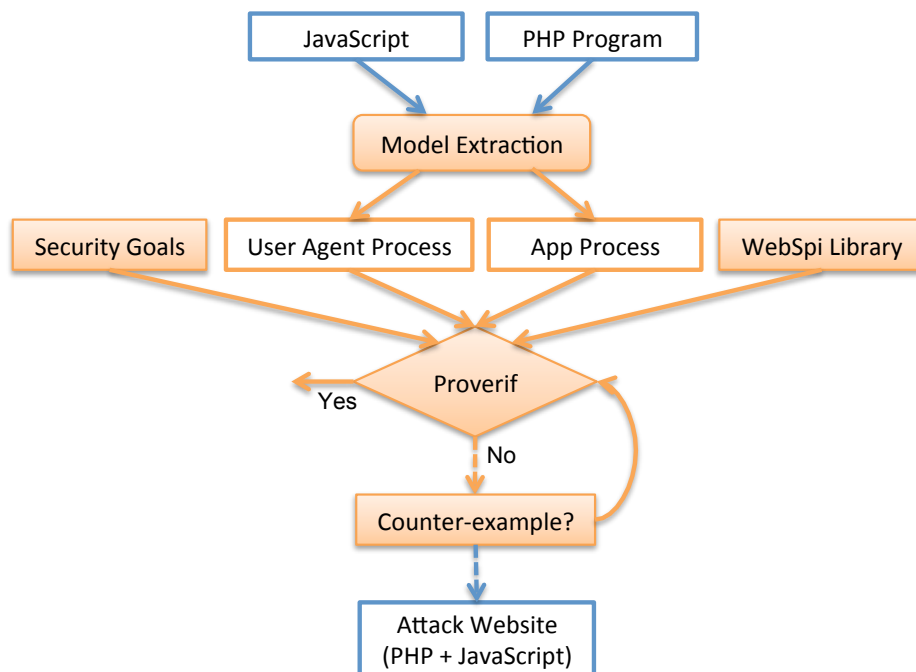 JavaScript
PHP Program
Model Extraction
Security Goals
User Agent Process
App Process
WebSpi Library
Proverif
Yes
No
Counter-example?
Attack Website
(PHP + JavaScript)